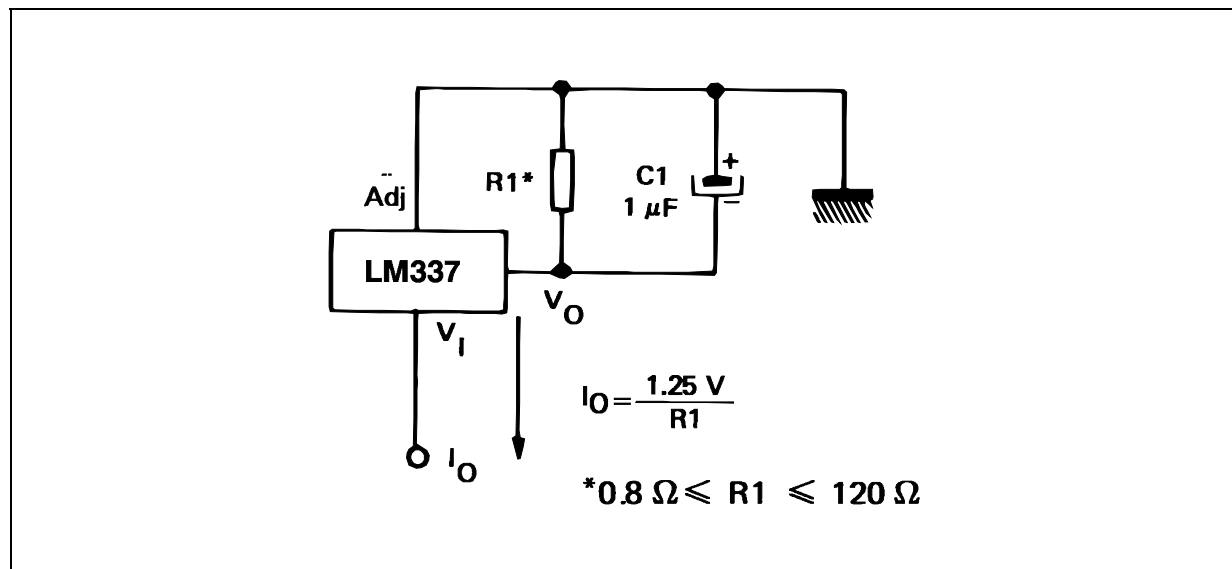 Adj
R1*
C1
1 µF
+
−
LM337
V_O
V_I
I_O
I_O = 1.25 V / R1
*0.8 Ω ⩽ R1 ⩽ 120 Ω